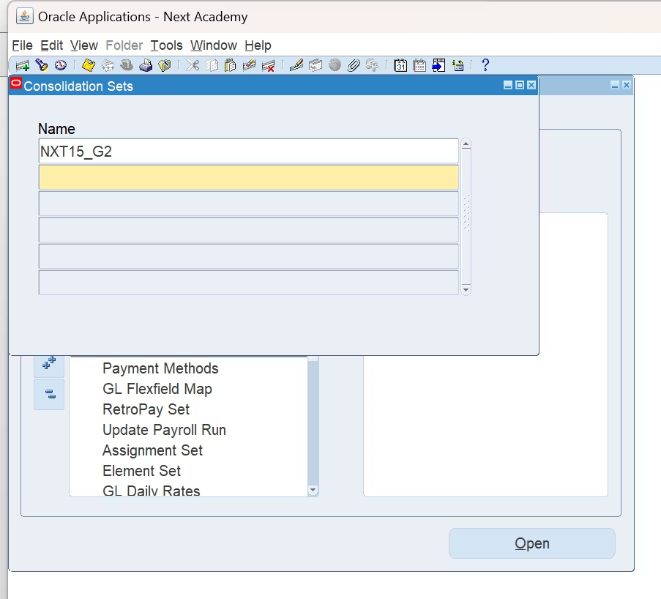 Oracle Applications - Next Academy
File Edit View Folder Tools Window Help
Consolidation Sets
Name
NXT15_G2
Payment Methods
GL Flexfield Map
RetroPay Set
Update Payroll Run
Assignment Set
Element Set
GL Daily Rates
Open